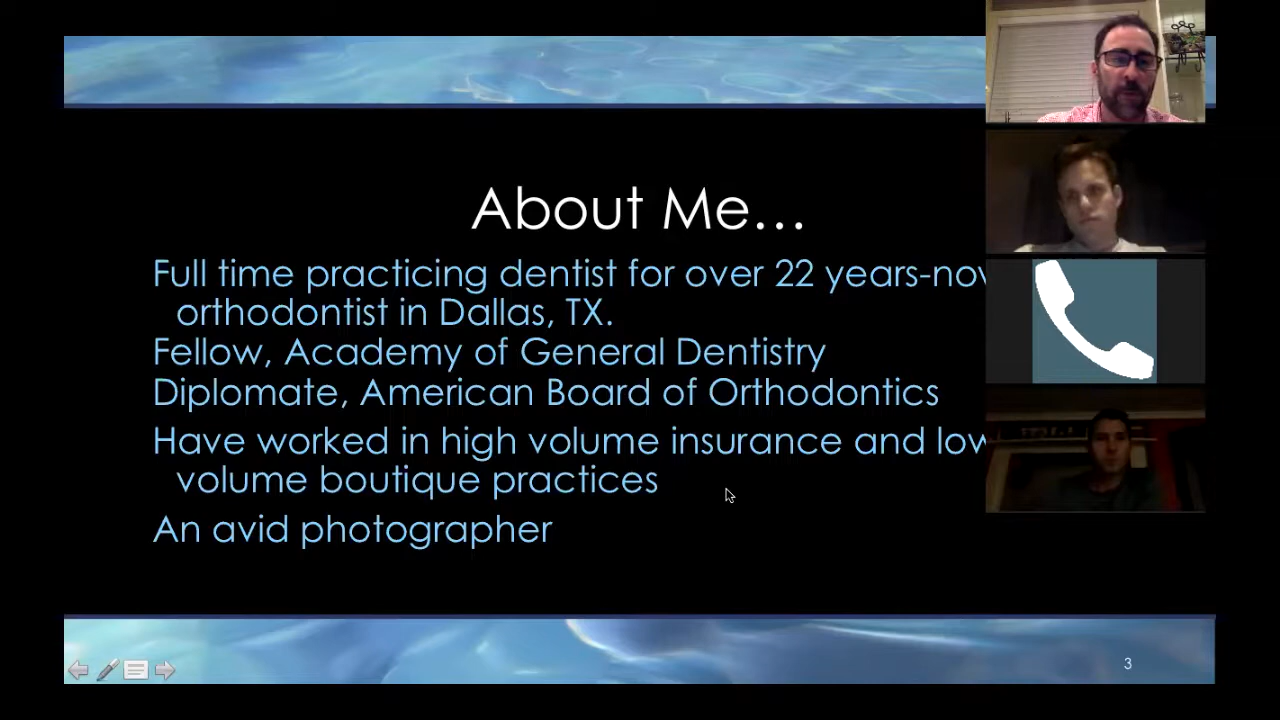 About Me...
Full time practicing dentist for over 22 years-
orthodontist in Dallas, TX.
Fellow, Academy of General Dentistry
Diplomate, American Board of Orthodontics
Have worked in high volume insurance and low
volume boutique practices
An avid photographer
3